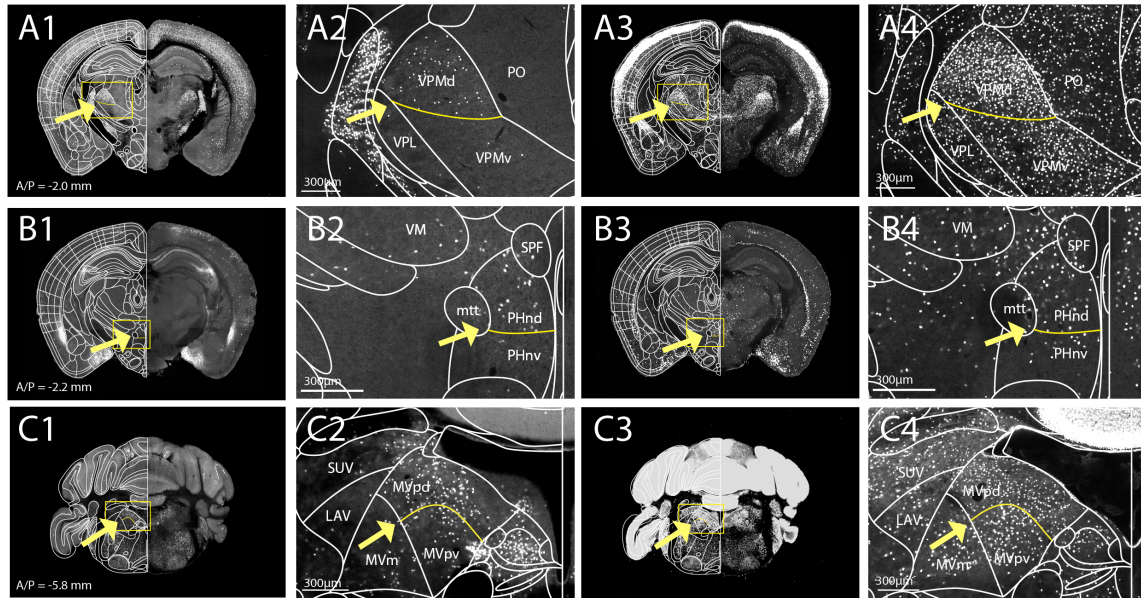 A1
A/P = -2.0 mm
A2
VPMd
PO
VPL
VPMv
300µm
A3
A4
VPMd
PO
VPL
VPMv
300µm
B1
A/P = -2.2 mm
B2
VM
SPF
mtt
PHnd
PHnv
300µm
B3
B4
VM
SPF
mtt
PHnd
PHnv
300µm
C1
A/P = -5.8 mm
C2
SUV
MVpd
LAV
MVpv
MVm
300µm
C3
C4
SUV
MVpd
LAV
MVpv
MVm
300µm